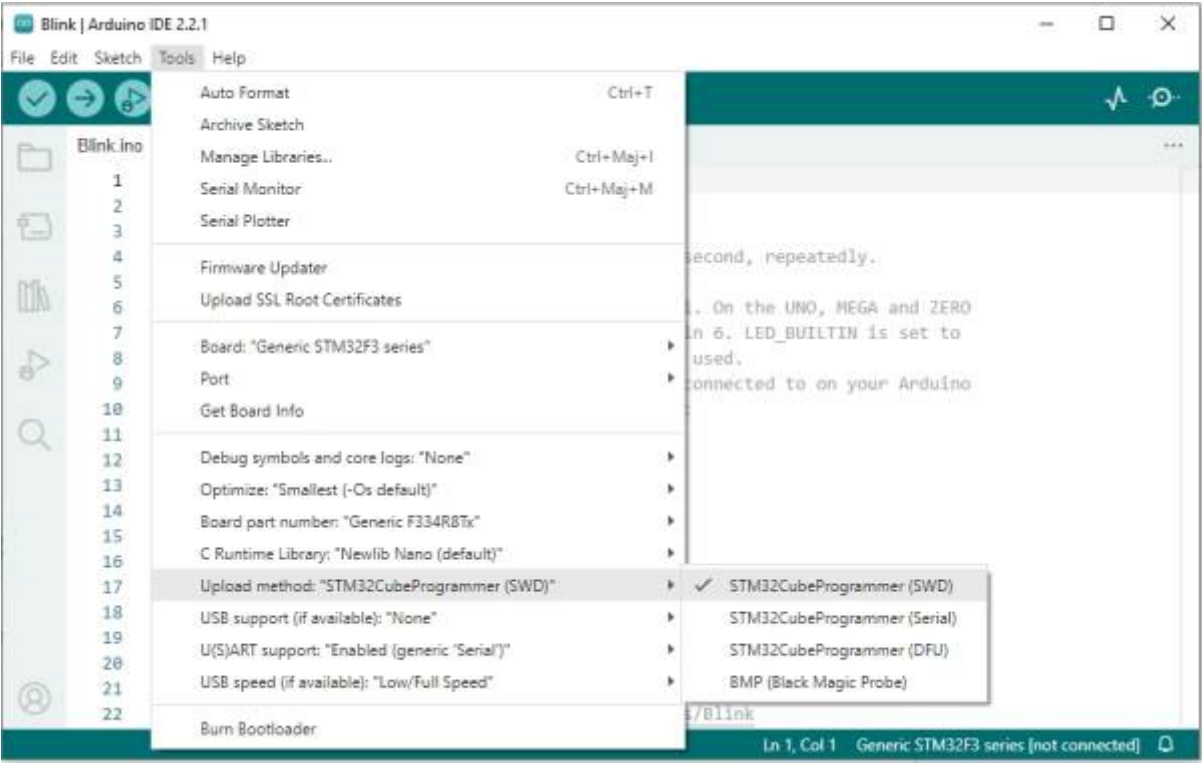 Blink | Arduino IDE 2.2.1
File Edit Sketch Tools Help
Auto Format Ctrl+T
Archive Sketch
Blink.ino
Manage Libraries... Ctrl+Maj+I
1
Serial Monitor Ctrl+Maj+M
2
Serial Plotter
3
4 second, repeatedly.
Firmware Updater
5
Upload SSL Root Certificates
6 . On the UNO, MEGA and ZERO
7 in 6. LED_BUILTIN is set to
Board: "Generic STM32F3 series"
8 used.
Port
9 connected to on your Arduino
10 Get Board Info
11
12 Debug symbols and core logs: "None"
13 Optimize: "Smallest (-Os default)"
14
Board part number: "Generic F334R8Tx"
15
16 C Runtime Library: "Newlib Nano (default)"
17 Upload method: "STM32CubeProgrammer (SWD)" STM32CubeProgrammer (SWD)
18 USB support (if available): "None" STM32CubeProgrammer (Serial)
19
U(S)ART support: "Enabled (generic 'Serial')" STM32CubeProgrammer (DFU)
20
21 USB speed (if available): "Low/Full Speed" BMP (Black Magic Probe)
22 s/Blink
Burn Bootloader
Ln 1, Col 1 Generic STM32F3 series [not connected]